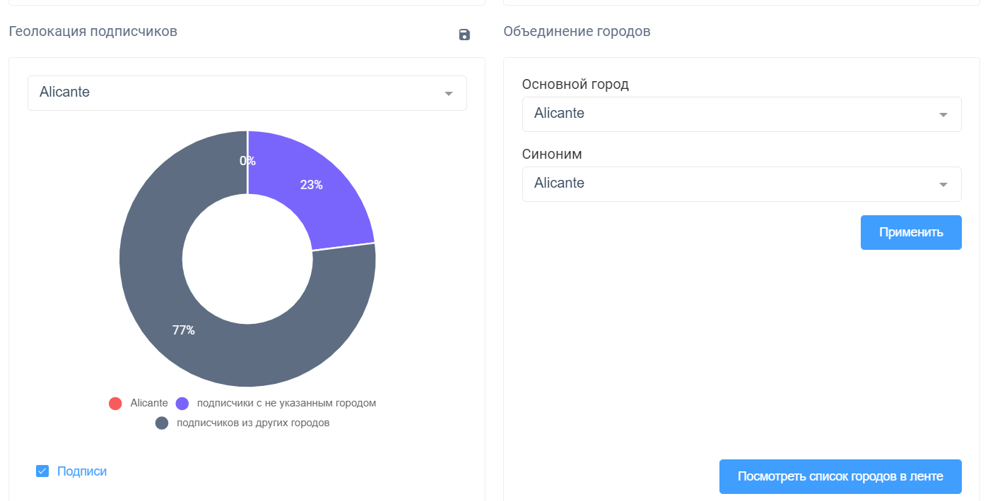 Геолокация подписчиков
Alicante
0%
23%
77%
Alicante подписчики с не указанным городом
подписчиков из других городов
Подписи
Объединение городов
Основной город
Alicante
Синоним
Alicante
Применить
Посмотреть список городов в ленте